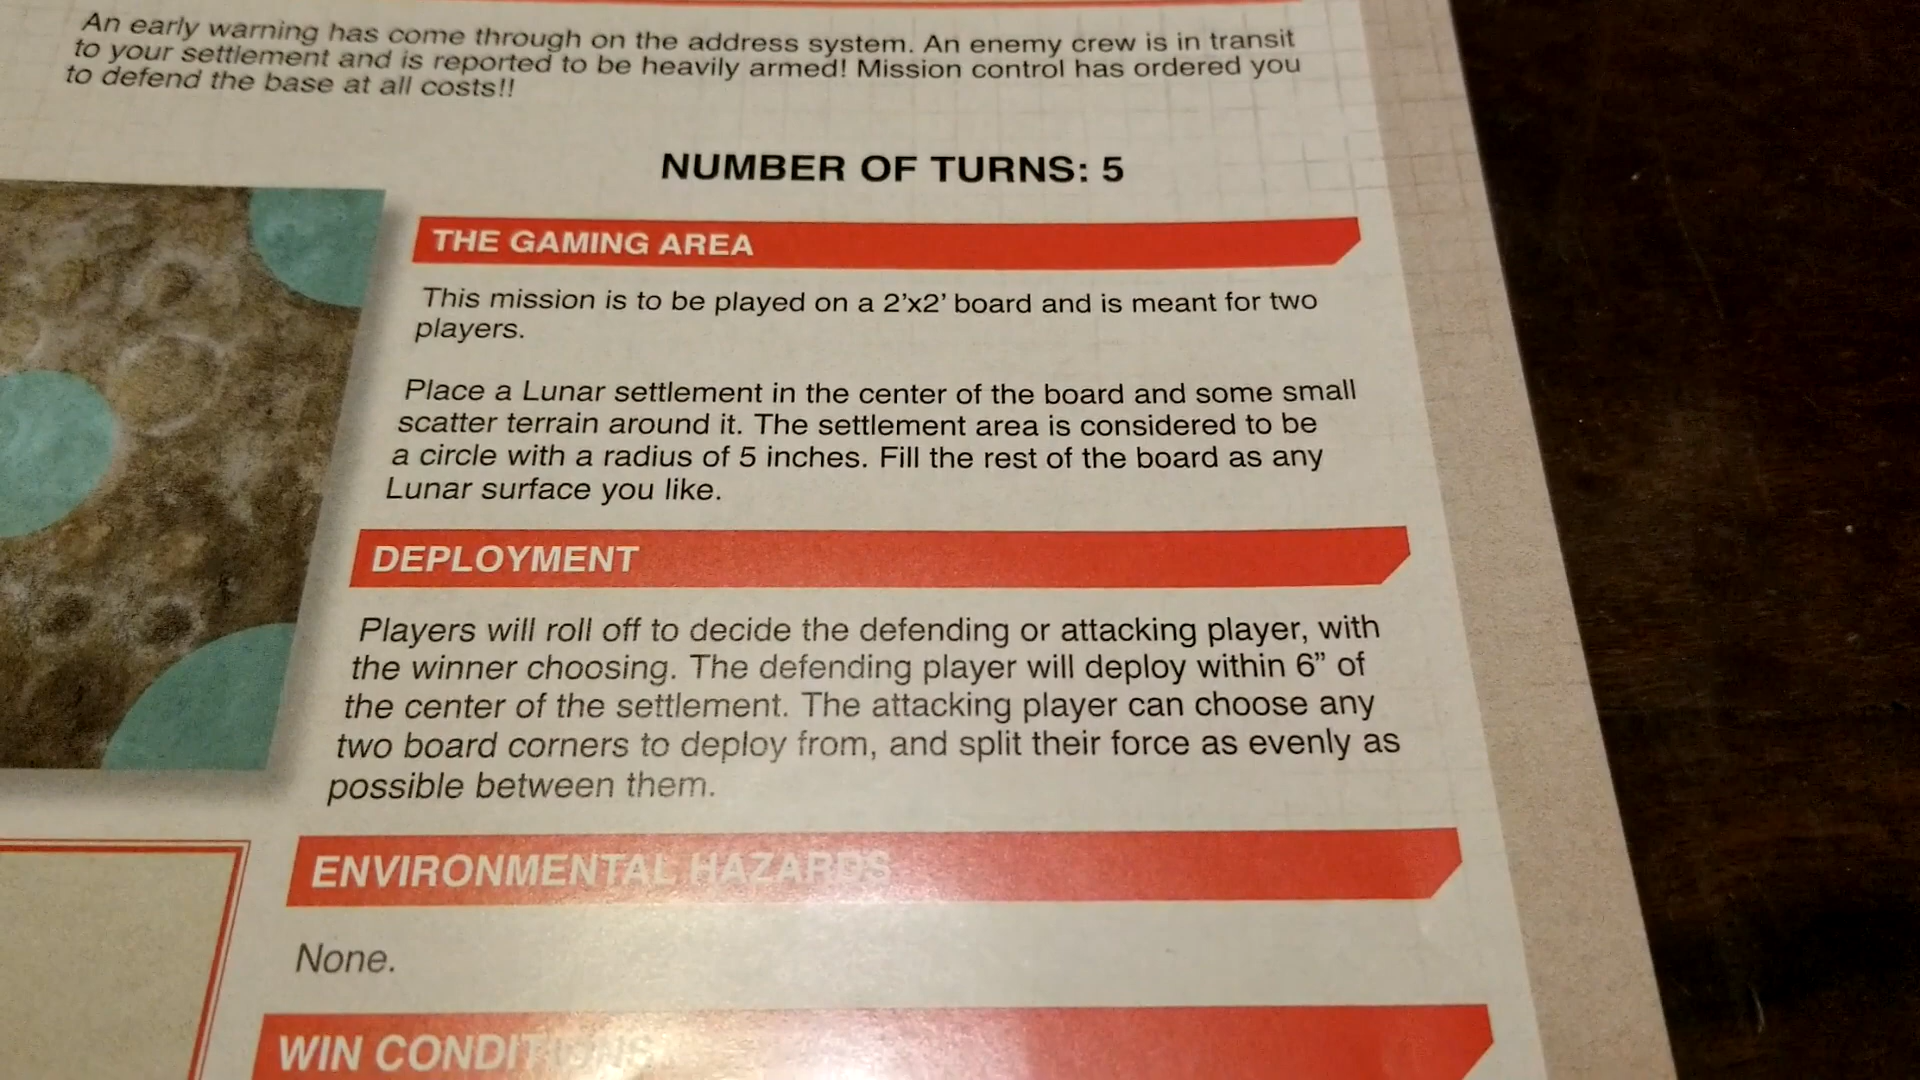 An early warning has come through on the address system. An enemy crew is in transit
to your settlement and is reported to be heavily armed! Mission control has ordered you
to defend the base at all costs!!
NUMBER OF TURNS: 5
THE GAMING AREA
This mission is to be played on a 2’x2’ board and is meant for two
players.
Place a Lunar settlement in the center of the board and some small
scatter terrain around it. The settlement area is considered to be
a circle with a radius of 5 inches. Fill the rest of the board as any
Lunar surface you like.
DEPLOYMENT
Players will roll off to decide the defending or attacking player, with
the winner choosing. The defending player will deploy within 6” of
the center of the settlement. The attacking player can choose any
two board corners to deploy from, and split their force as evenly as
possible between them.
ENVIRONMENTAL HAZARDS
None.
WIN CONDITIONS